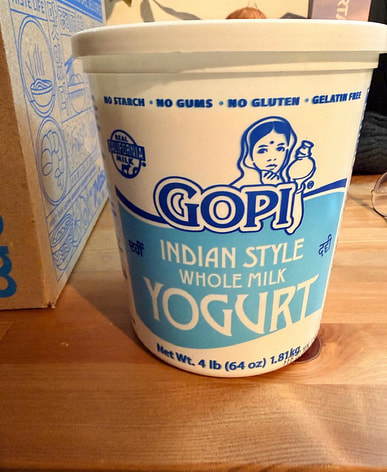 NO STARCH • NO GUMS • NO GLUTEN • GELATIN FREE
REAL
CALIFORNIA
MILK
GOPI®
दही
INDIAN STYLE
दही
WHOLE MILK
YOGURT
Net Wt. 4 lb (64 oz) 1.81kg